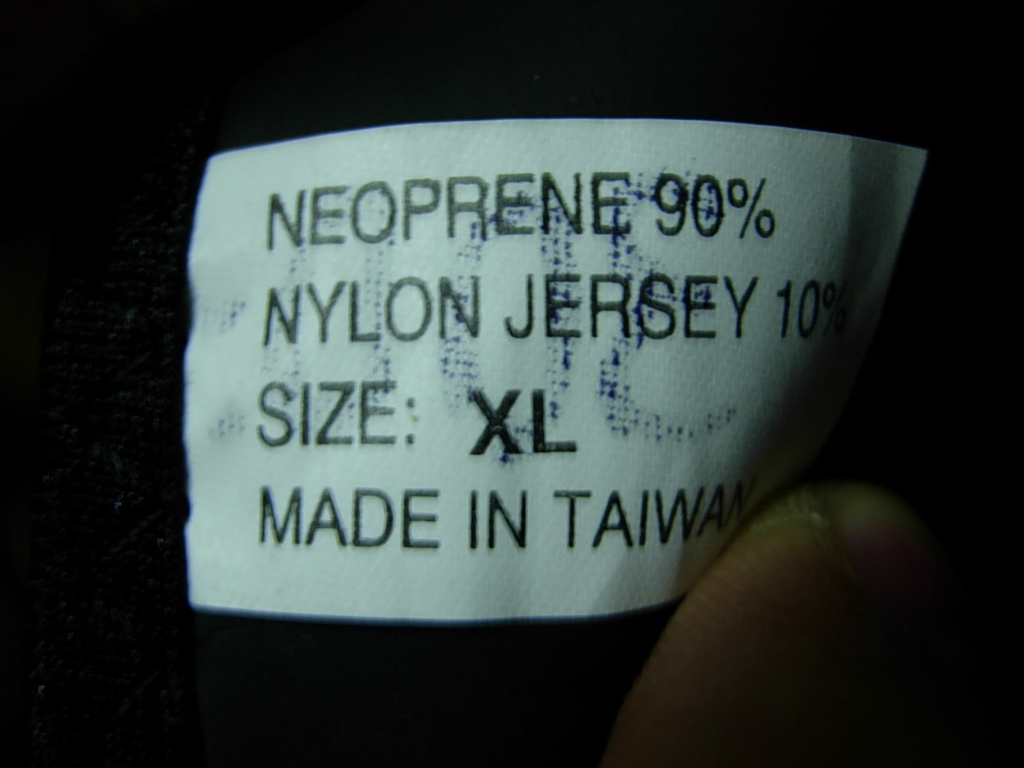 NEOPRENE 90%
NYLON JERSEY 10%
SIZE: XL
MADE IN TAIWAN